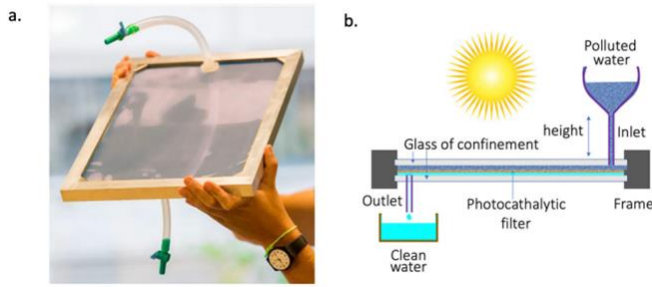 a.
b.
Polluted
water
height
Inlet
Glass of confinement
Outlet
Photocathalytic
filter
Frame
Clean
water